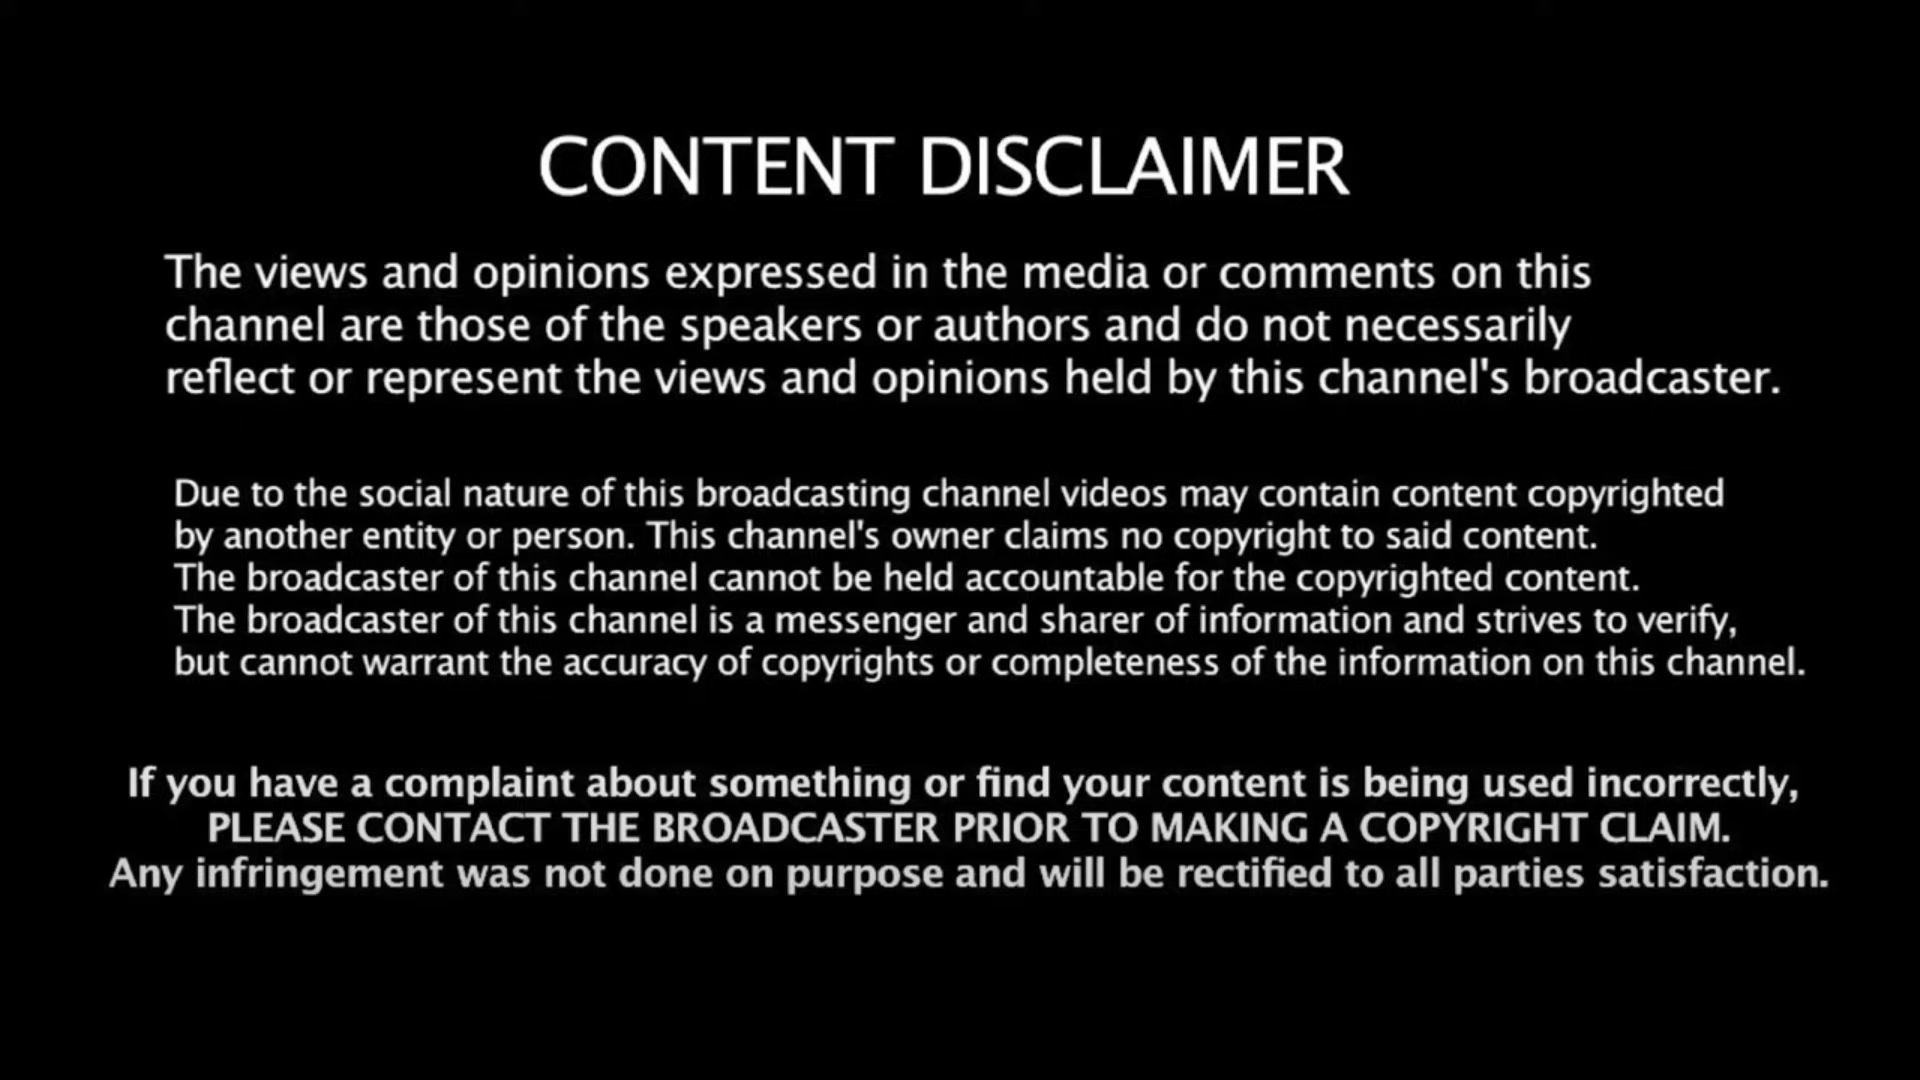 CONTENT DISCLAIMER
The views and opinions expressed in the media or comments on this
channel are those of the speakers or authors and do not necessarily
reflect or represent the views and opinions held by this channel's broadcaster.
Due to the social nature of this broadcasting channel videos may contain content copyrighted
by another entity or person. This channel's owner claims no copyright to said content.
The broadcaster of this channel cannot be held accountable for the copyrighted content.
The broadcaster of this channel is a messenger and sharer of information and strives to verify,
but cannot warrant the accuracy of copyrights or completeness of the information on this channel.
If you have a complaint about something or find your content is being used incorrectly,
PLEASE CONTACT THE BROADCASTER PRIOR TO MAKING A COPYRIGHT CLAIM.
Any infringement was not done on purpose and will be rectified to all parties satisfaction.